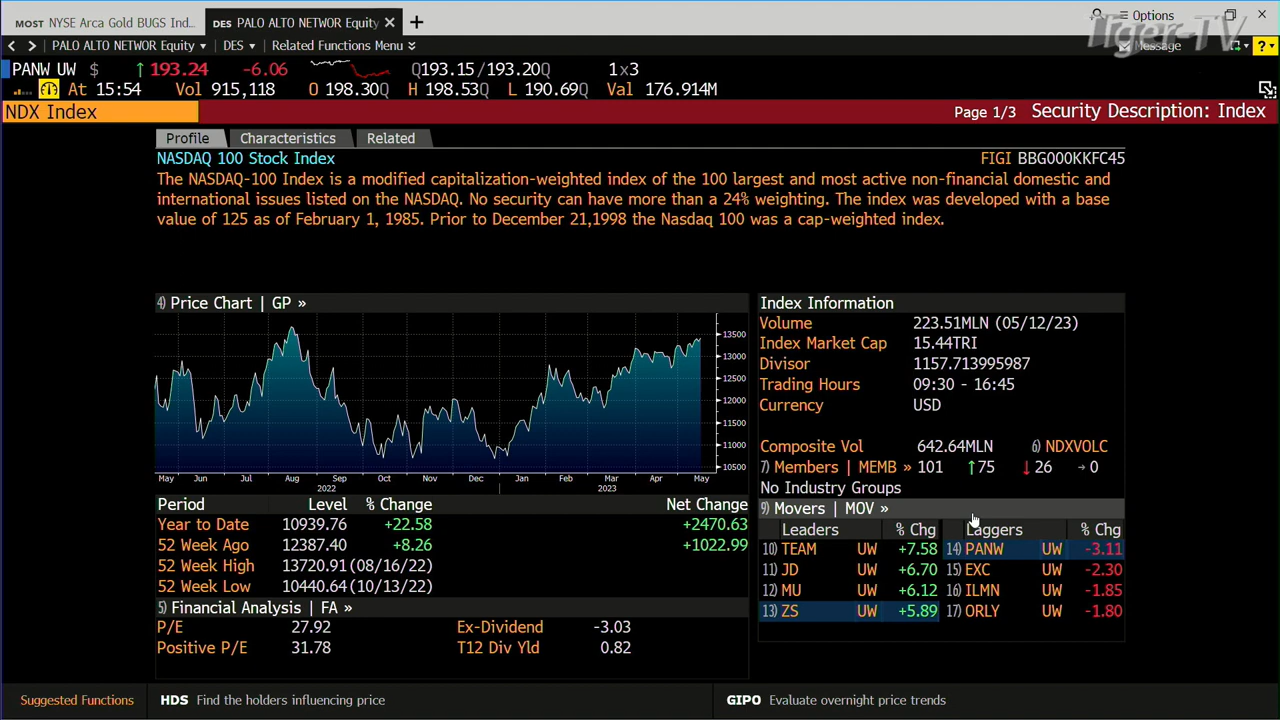 MOST NYSE Arca Gold BUGS Ind... DES PALO ALTO NETWOR Equity × + Options ×
< > PALO ALTO NETWOR Equity ▾ DES ▾ Related Functions Menu Message ? ▾
Tiger-TV
PANW UW $ ↑ 193.24 -6.06 Q193.15/193.20Q 1x3
At 15:54 Vol 915,118 O 198.30Q H 198.53Q L 190.69Q Val 176.914M
NDX Index Page 1/3 Security Description: Index
Profile Characteristics Related
NASDAQ 100 Stock Index FIGI BBG000KKFC45
The NASDAQ-100 Index is a modified capitalization-weighted index of the 100 largest and most active non-financial domestic and
international issues listed on the NASDAQ. No security can have more than a 24% weighting. The index was developed with a base
value of 125 as of February 1, 1985. Prior to December 21,1998 the Nasdaq 100 was a cap-weighted index.
4) Price Chart | GP »
13500
13000
12500
12000
11500
11000
10500
May Jun Jul Aug Sep Oct Nov Dec Jan Feb Mar Apr May
2022 2023
Period Level % Change Net Change
Year to Date 10939.76 +22.58 +2470.63
52 Week Ago 12387.40 +8.26 +1022.99
52 Week High 13720.91 (08/16/22)
52 Week Low 10440.64 (10/13/22)
5) Financial Analysis | FA »
P/E 27.92 Ex-Dividend -3.03
Positive P/E 31.78 T12 Div Yld 0.82
Index Information
Volume 223.51MLN (05/12/23)
Index Market Cap 15.44TRI
Divisor 1157.713995987
Trading Hours 09:30 - 16:45
Currency USD
Composite Vol 642.64MLN 6) NDXVOLC
7) Members | MEMB » 101 ↑75 ↓26 →0
No Industry Groups
9) Movers | MOV »
Leaders % Chg Laggers % Chg
10) TEAM UW +7.58 14) PANW UW -3.11
11) JD UW +6.70 15) EXC UW -2.30
12) MU UW +6.12 16) ILMN UW -1.85
13) ZS UW +5.89 17) ORLY UW -1.80
Suggested Functions HDS Find the holders influencing price GIPO Evaluate overnight price trends